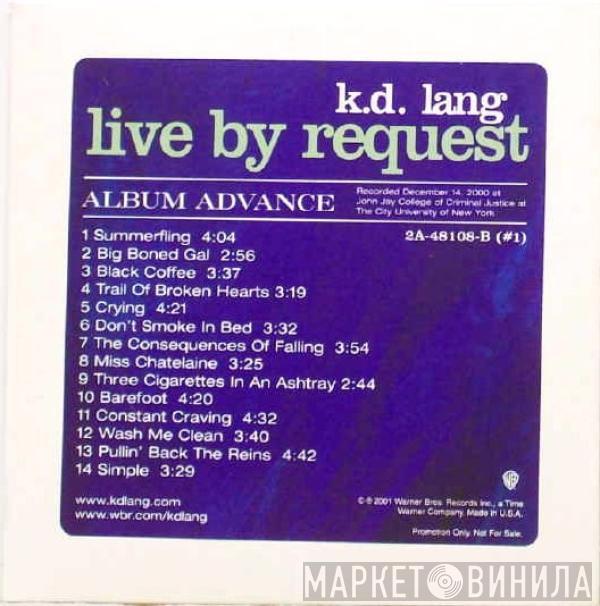 k.d. lang
live by request
ALBUM ADVANCE
Recorded December 14, 2000 at
John Jay College of Criminal Justice at
The City University of New York
2A-48108-B (#1)
1 Summerfling 4:04
2 Big Boned Gal 2:56
3 Black Coffee 3:37
4 Trail Of Broken Hearts 3:19
5 Crying 4:21
6 Don't Smoke In Bed 3:32
7 The Consequences Of Falling 3:54
8 Miss Chatelaine 3:25
9 Three Cigarettes In An Ashtray 2:44
10 Barefoot 4:20
11 Constant Craving 4:32
12 Wash Me Clean 3:40
13 Pullin' Back The Reins 4:42
14 Simple 3:29
www.kdlang.com
www.wbr.com/kdlang
© ℗ 2001 Warner Bros. Records Inc., a Time
Warner Company. Made in U.S.A.
Promotion Only. Not For Sale.
МАРКЕТ ВИНИЛА